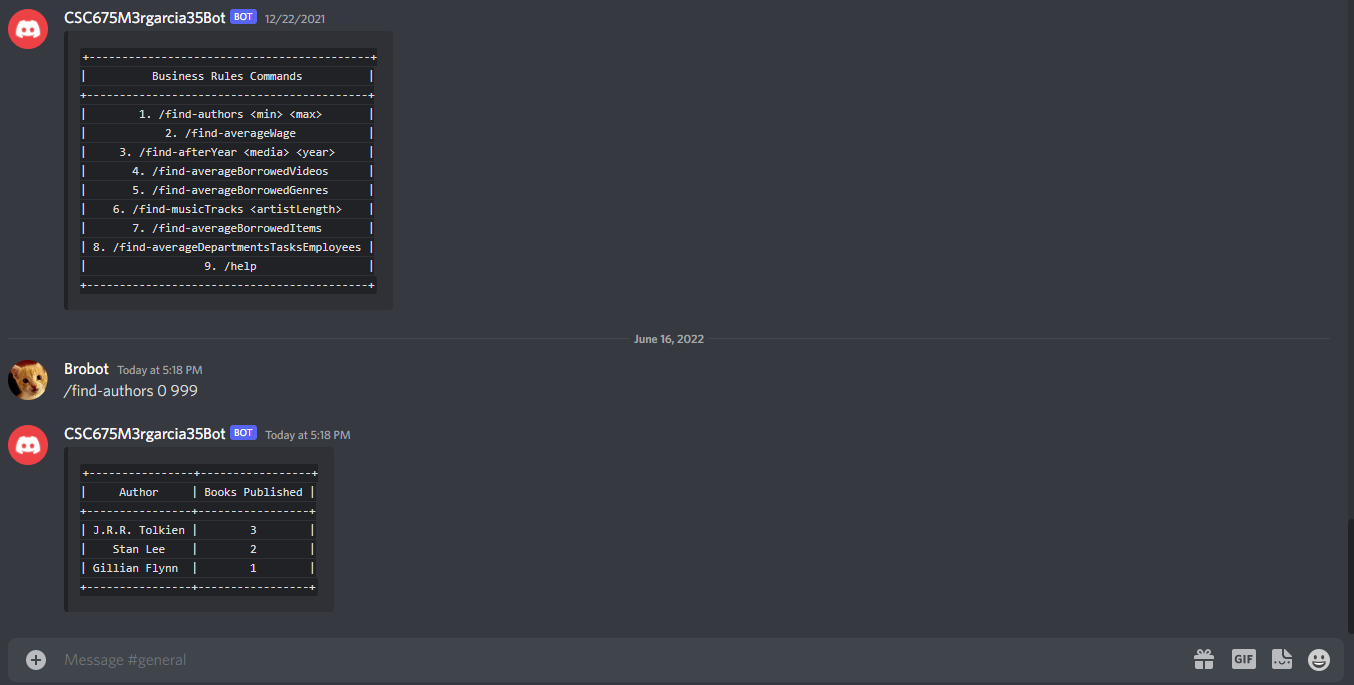 CSC675M3rgarcia35Bot BOT 12/22/2021
+-------------------------------------------+
| Business Rules Commands |
+-------------------------------------------+
| 1. /find-authors <min> <max> |
| 2. /find-averageWage |
| 3. /find-afterYear <media> <year> |
| 4. /find-averageBorrowedVideos |
| 5. /find-averageBorrowedGenres |
| 6. /find-musicTracks <artistLength> |
| 7. /find-averageBorrowedItems |
| 8. /find-averageDepartmentsTasksEmployees |
| 9. /help |
+-------------------------------------------+
June 16, 2022
Brobot Today at 5:18 PM
/find-authors 0 999
CSC675M3rgarcia35Bot BOT Today at 5:18 PM
+----------------+-----------------+
| Author | Books Published |
+----------------+-----------------+
| J.R.R. Tolkien | 3 |
| Stan Lee | 2 |
| Gillian Flynn | 1 |
+----------------+-----------------+
Message #general GIF